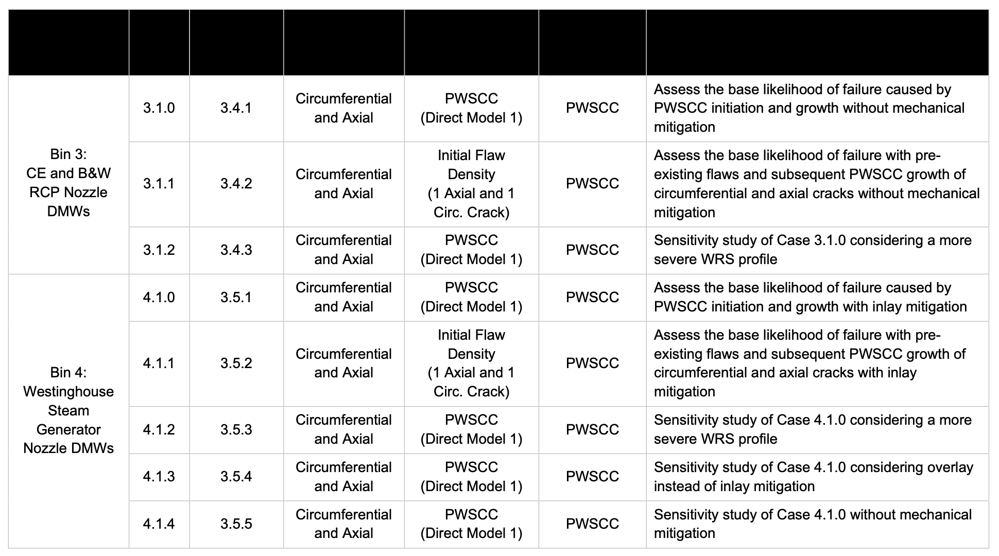 3.1.0
3.4.1
Circumferential
and Axial
PWSCC
(Direct Model 1)
PWSCC
Assess the base likelihood of failure caused by
PWSCC initiation and growth without mechanical
mitigation
Bin 3:
CE and B&W
RCP Nozzle
DMWs
3.1.1
3.4.2
Circumferential
and Axial
Initial Flaw
Density
(1 Axial and 1
Circ. Crack)
PWSCC
Assess the base likelihood of failure with pre-
existing flaws and subsequent PWSCC growth of
circumferential and axial cracks without mechanical
mitigation
3.1.2
3.4.3
Circumferential
and Axial
PWSCC
(Direct Model 1)
PWSCC
Sensitivity study of Case 3.1.0 considering a more
severe WRS profile
4.1.0
3.5.1
Circumferential
and Axial
PWSCC
(Direct Model 1)
PWSCC
Assess the base likelihood of failure caused by
PWSCC initiation and growth with inlay mitigation
Bin 4:
Westinghouse
Steam
Generator
Nozzle DMWs
4.1.1
3.5.2
Circumferential
and Axial
Initial Flaw
Density
(1 Axial and 1
Circ. Crack)
PWSCC
Assess the base likelihood of failure with pre-
existing flaws and subsequent PWSCC growth of
circumferential and axial cracks with inlay
mitigation
4.1.2
3.5.3
Circumferential
and Axial
PWSCC
(Direct Model 1)
PWSCC
Sensitivity study of Case 4.1.0 considering a more
severe WRS profile
4.1.3
3.5.4
Circumferential
and Axial
PWSCC
(Direct Model 1)
PWSCC
Sensitivity study of Case 4.1.0 considering overlay
instead of inlay mitigation
4.1.4
3.5.5
Circumferential
and Axial
PWSCC
(Direct Model 1)
PWSCC
Sensitivity study of Case 4.1.0 without mechanical
mitigation